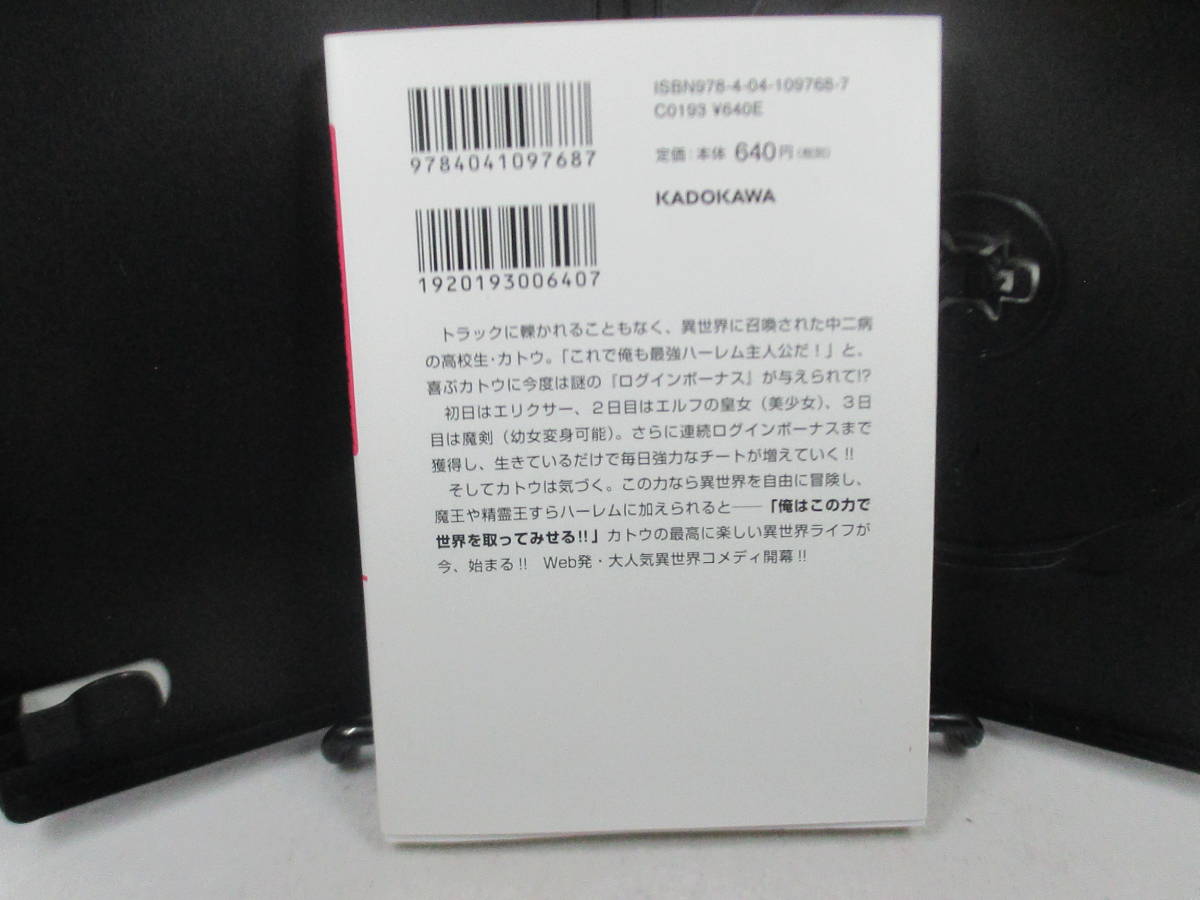 ISBN978-4-04-109768-7
C0193 ¥640E
定価:本体 640円(税別)
KADOKAWA
9784041097687
1920193006407
トラックに轢かれることもなく、異世界に召喚された中二病
の高校生・カトウ。「これで俺も最強ハーレム主人公だ!」と、
喜ぶカトウに今度は謎の『ログインボーナス』が与えられて!?
初日はエリクサー、2日目はエルフの皇女(美少女)、3日
目は魔剣(幼女変身可能)。さらに連続ログインボーナスまで
獲得し、生きているだけで毎日強力なチートが増えていく!!
そしてカトウは気づく。この力なら異世界を自由に冒険し、
魔王や精霊王すらハーレムに加えられると――「俺はこの力で
世界を取ってみせる!!」カトウの最高に楽しい異世界ライフが
今、始まる!! Web発・大人気異世界コメディ開幕!!